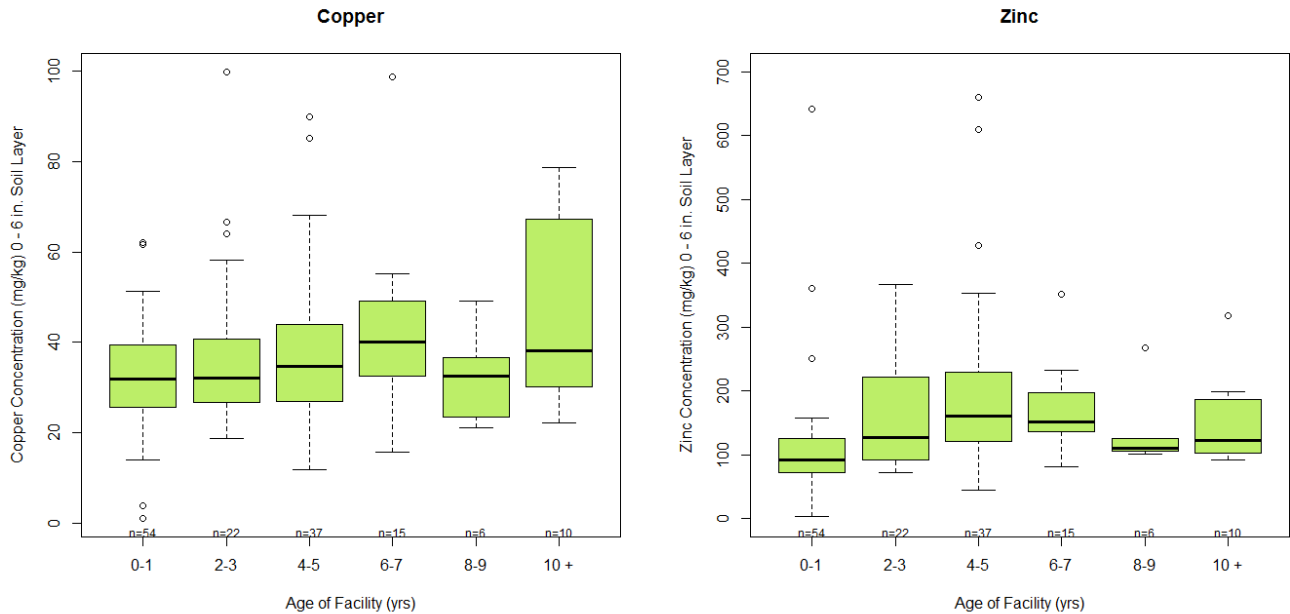 Copper
Copper Concentration (mg/kg) 0 - 6 in. Soil Layer
100
80
60
40
20
0
n=54 n=22 n=37 n=15 n=6 n=10
0-1 2-3 4-5 6-7 8-9 10 +
Age of Facility (yrs)
Zinc
Zinc Concentration (mg/kg) 0 - 6 in. Soil Layer
700
600
500
400
300
200
100
0
n=54 n=22 n=37 n=15 n=6 n=10
0-1 2-3 4-5 6-7 8-9 10 +
Age of Facility (yrs)